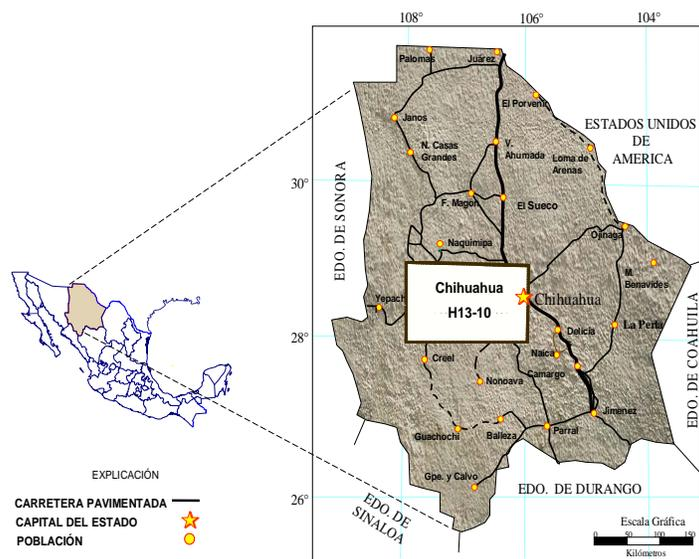 108°
106°
104°
Palomas
Juárez
El Porvenir
Janos
ESTADOS UNIDOS
DE
AMERICA
N. Casas
Grandes
V.
Ahumada
Loma de
Arenas
30°
EDO. DE SONORA
F. Magón
El Sueco
Ojinaga
Naquimipa
M.
Benavides
Chihuahua
H13-10
Chihuahua
Yepach
Delicia
La Perla
28°
Naica
Creel
Camargo
EDO. DE COAHUILA
Nonoava
Jimenez
Guachochi
Balleza
Parral
Gpe. y Calvo
EDO. DE DURANGO
26°
EDO. DE
SINALOA
EXPLICACIÓN
CARRETERA PAVIMENTADA
CAPITAL DEL ESTADO
POBLACIÓN
Escala Gráfica
0 50 100 150
Kilómetros